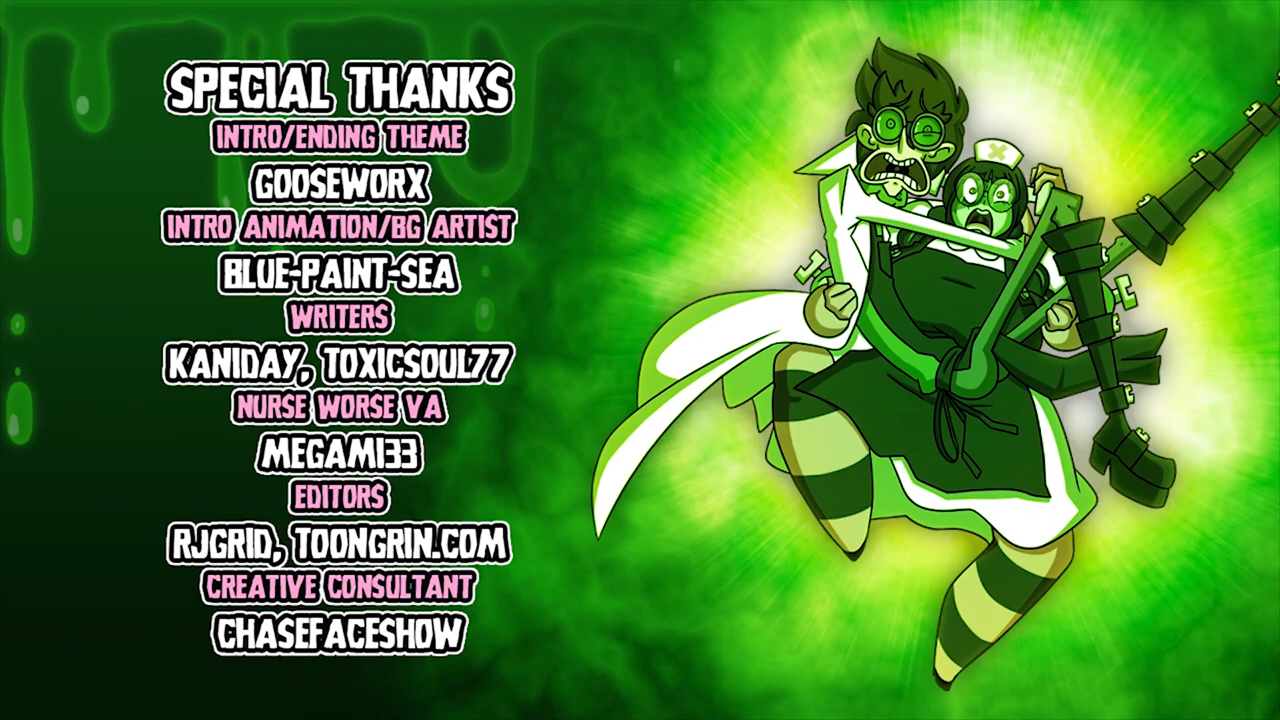 SPECIAL THANKS
INTRO/ENDING THEME
GOOSEWORX
INTRO ANIMATION/BG ARTIST
BLUE-PAINT-SEA
WRITERS
KANIDAY, TOXICSOUL77
NURSE WORSE VA
MEGAMI33
EDITORS
RJGRID, TOONGRIN.COM
CREATIVE CONSULTANT
CHASEFACESHOW